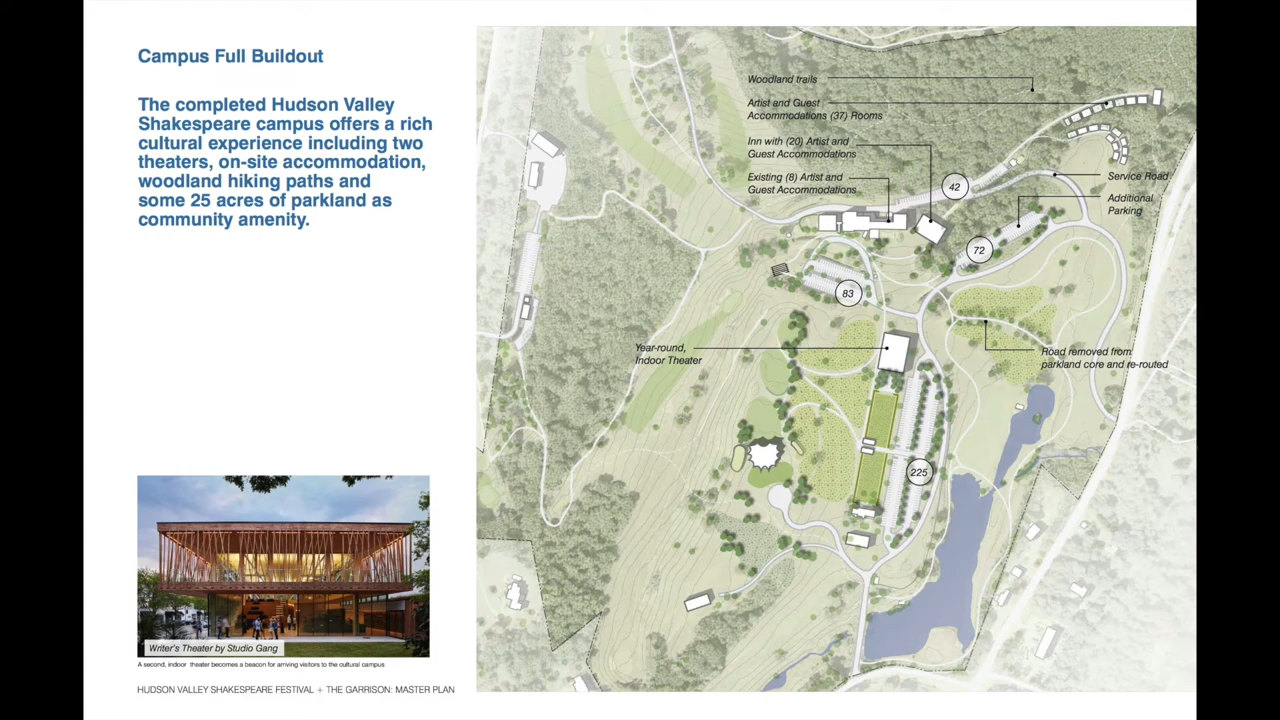 Campus Full Buildout
The completed Hudson Valley
Shakespeare campus offers a rich
cultural experience including two
theaters, on-site accommodation,
woodland hiking paths and
some 25 acres of parkland as
community amenity.
Woodland trails
Artist and Guest
Accommodations (37) Rooms
Inn with (20) Artist and
Guest Accommodations
Existing (8) Artist and
Guest Accommodations
42
Service Road
Additional
Parking
72
83
Year-round,
Indoor Theater
Road removed from
parkland core and re-routed
225
Writer's Theater by Studio Gang
A second, indoor theater becomes a beacon for arriving visitors to the cultural campus
HUDSON VALLEY SHAKESPEARE FESTIVAL + THE GARRISON: MASTER PLAN